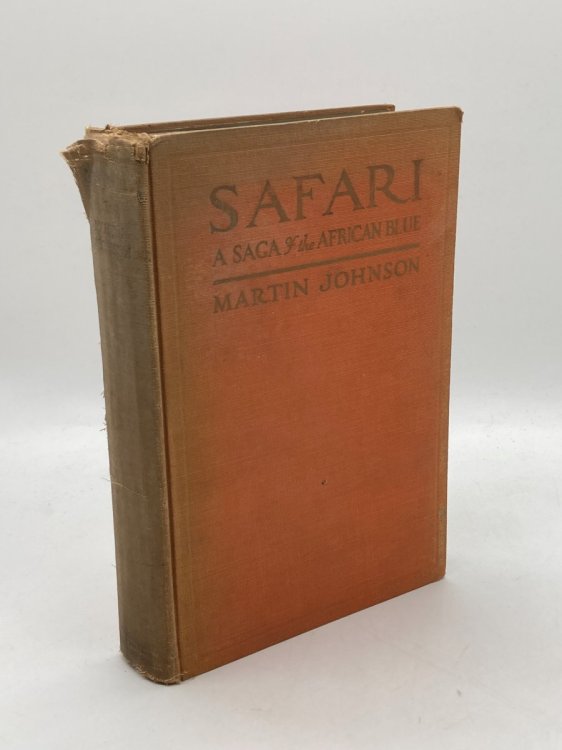 SAFARI
A SAGA of the AFRICAN BLUE
MARTIN JOHNSON